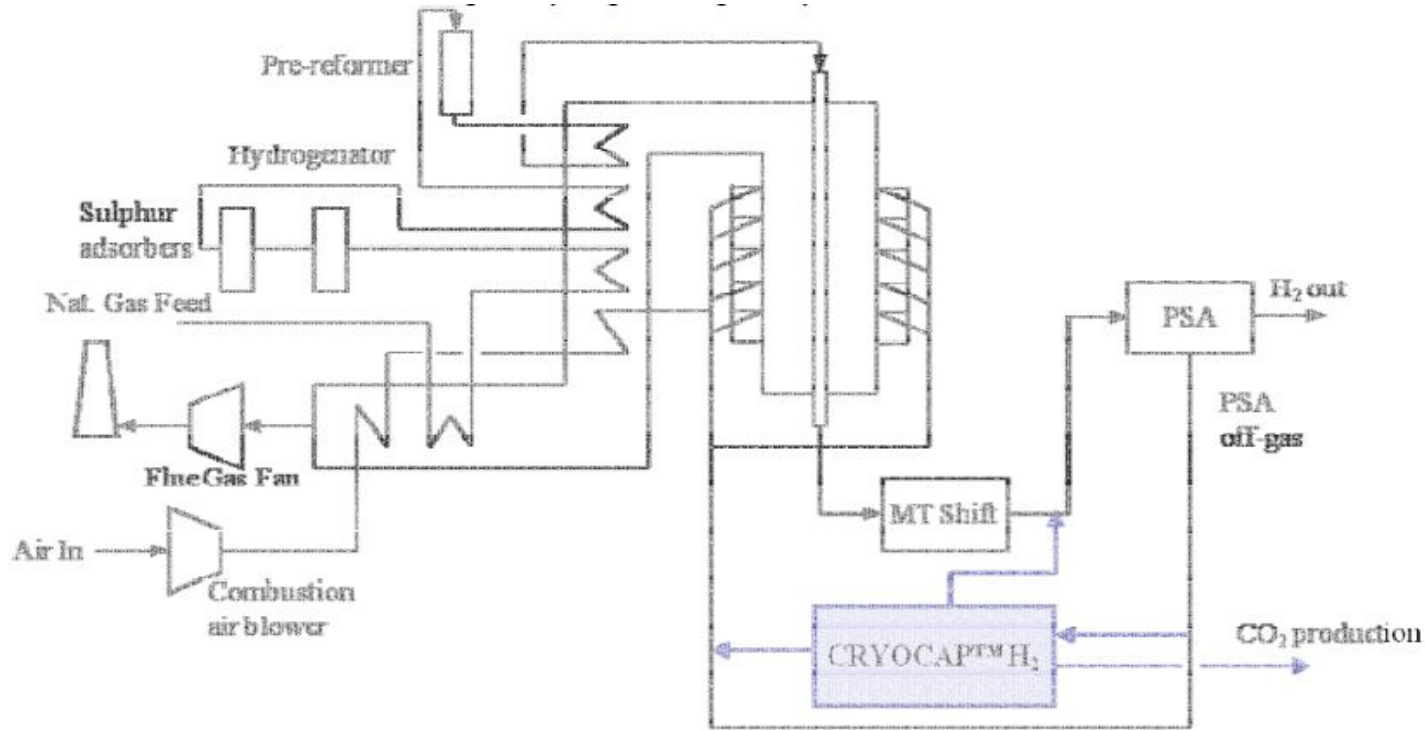 Pre-reformer
Hydrogenator
Sulphur
adsorbers
Nat. Gas Feed
Flue Gas Fan
Air In
Combustion
air blower
MT Shift
PSA
H₂ out
PSA
off-gas
CRYOCAP™ H₂
CO₂ production